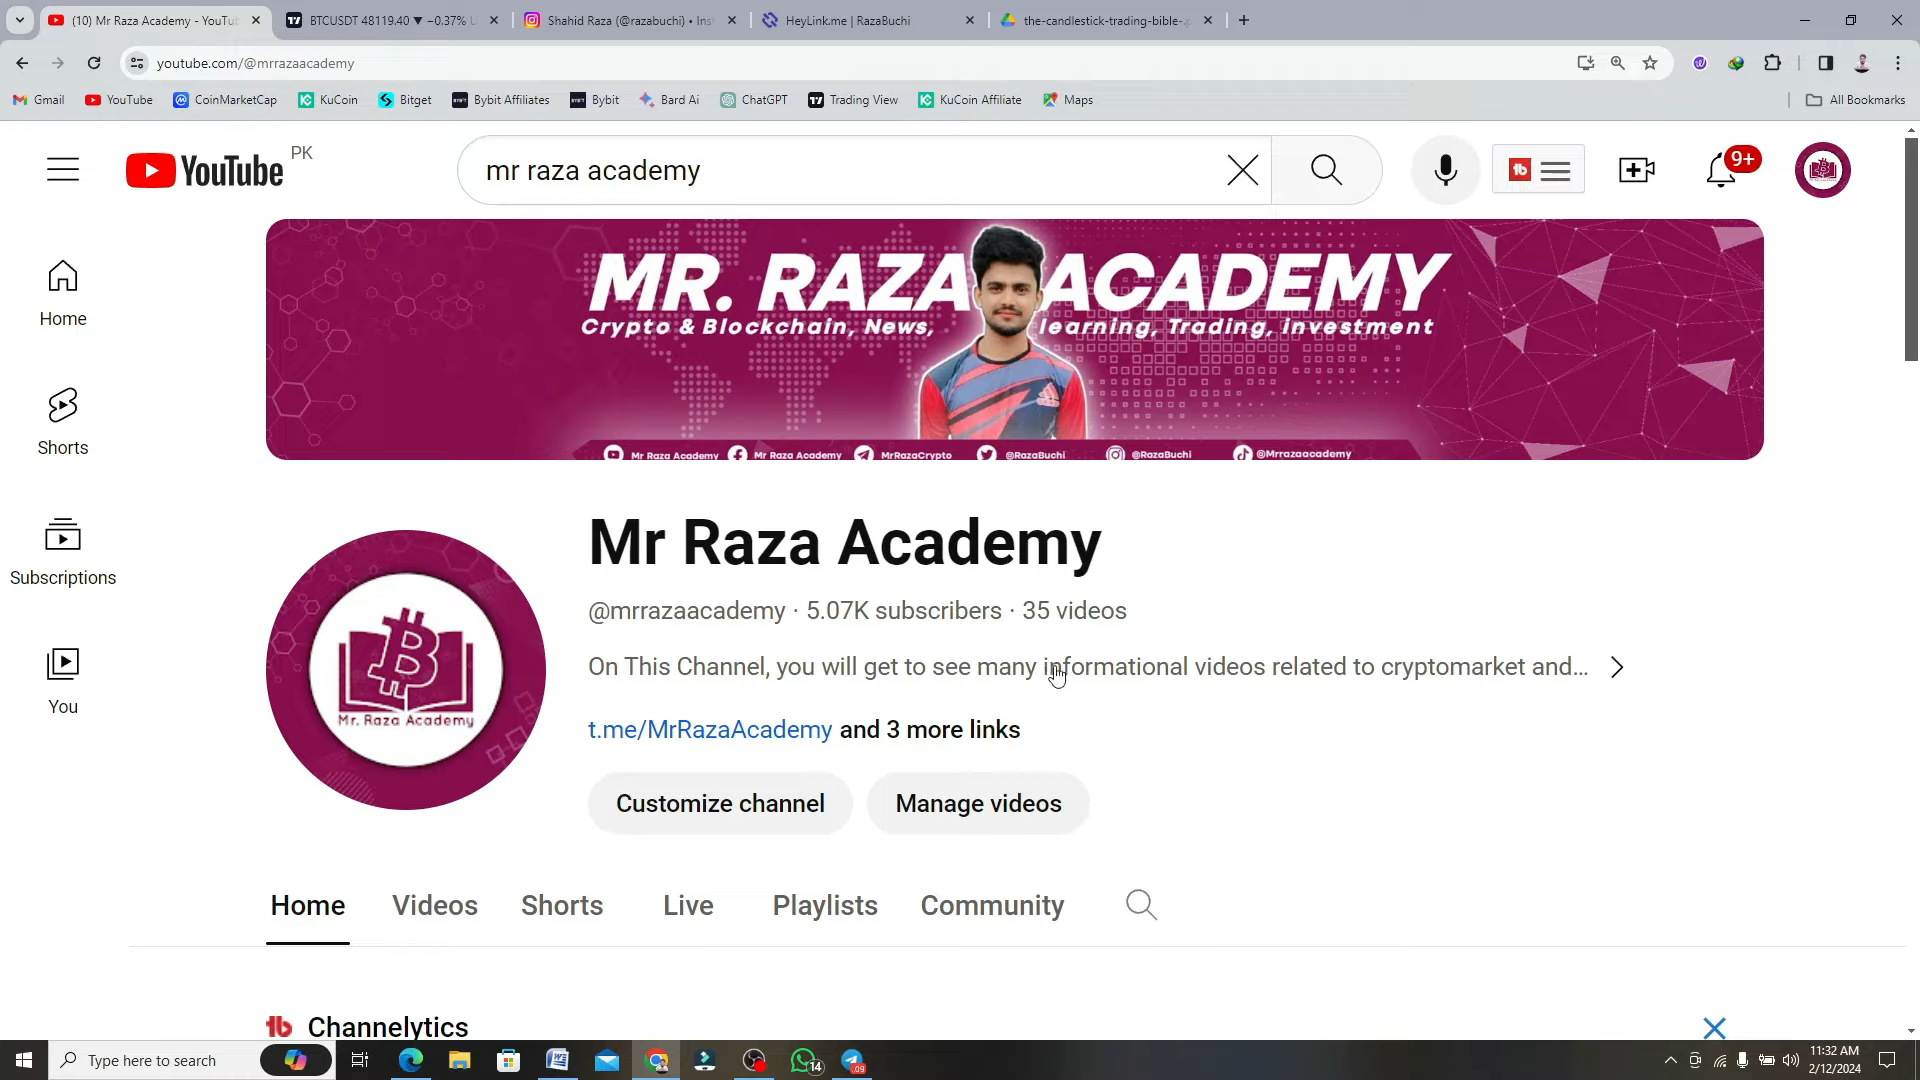 (10) Mr Raza Academy - YouTu
BTCUSDT 48119.40 ▼ −0.37% U
Shahid Raza (@razabuchi) • Ins
HeyLink.me | RazaBuchi
the-candlestick-trading-bible-.p
youtube.com/@mrrazaacademy
Gmail
YouTube
CoinMarketCap
KuCoin
Bitget
Bybit Affiliates
Bybit
Bard Ai
ChatGPT
Trading View
KuCoin Affiliate
Maps
All Bookmarks
YouTube PK
mr raza academy
9+
Home
Shorts
Subscriptions
You
MR. RAZA ACADEMY
Crypto & Blockchain, News, learning, Trading, investment
Mr Raza Academy
Mr Raza Academy
MrRazaCrypto
@RazaBuchi
@RazaBuchi
@Mrrazaacademy
Mr. Raza Academy
Mr Raza Academy
@mrrazaacademy · 5.07K subscribers · 35 videos
On This Channel, you will get to see many informational videos related to cryptomarket and...
t.me/MrRazaAcademy and 3 more links
Customize channel
Manage videos
Home
Videos
Shorts
Live
Playlists
Community
Channelytics
Type here to search
14
11:32 AM
2/12/2024